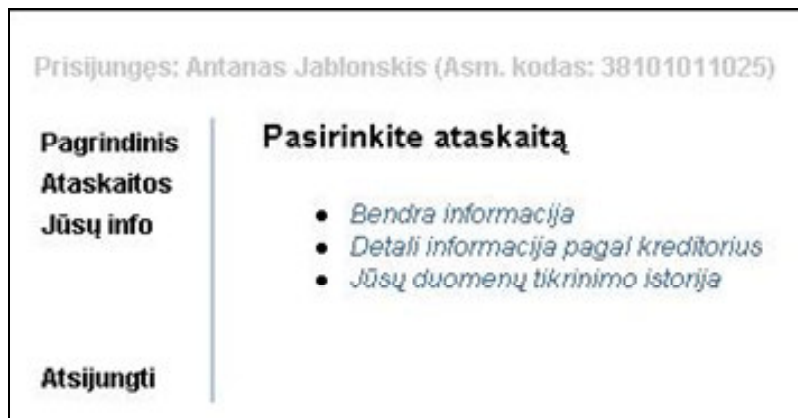 Prisijungęs: Antanas Jablonskis (Asm. kodas: 38101011025)
Pagrindinis
Ataskaitos
Jūsų info
Atsijungti
Pasirinkite ataskaitą
Bendra informacija
Detali informacija pagal kreditorius
Jūsų duomenų tikrinimo istorija